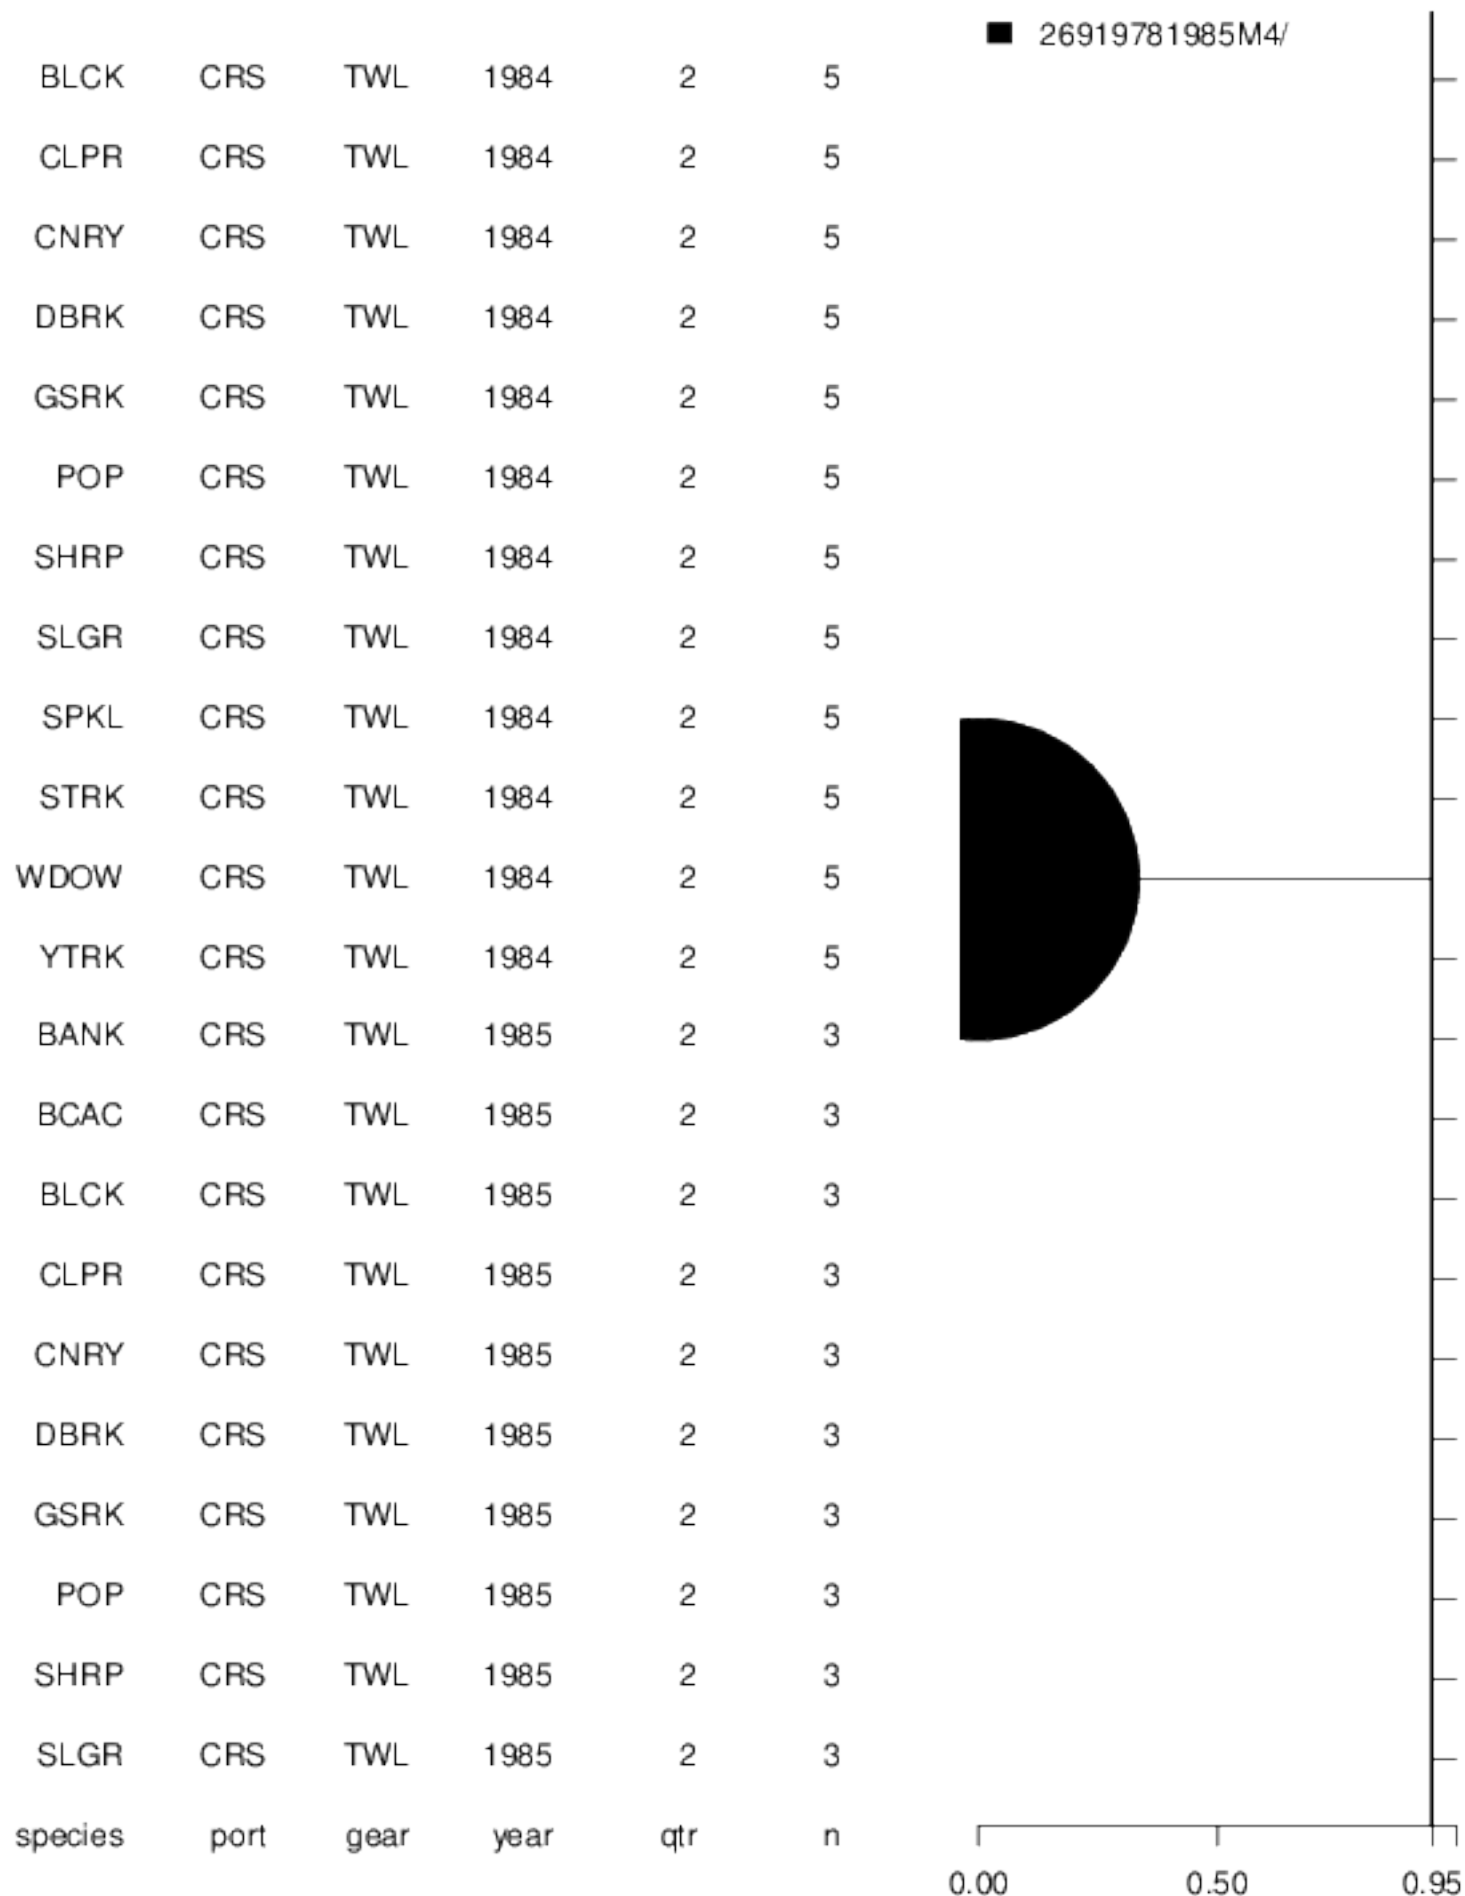 26919781985M4/
BLCK CRS TWL 1984 2 5
CLPR CRS TWL 1984 2 5
CNRY CRS TWL 1984 2 5
DBRK CRS TWL 1984 2 5
GSRK CRS TWL 1984 2 5
POP CRS TWL 1984 2 5
SHRP CRS TWL 1984 2 5
SLGR CRS TWL 1984 2 5
SPKL CRS TWL 1984 2 5
STRK CRS TWL 1984 2 5
WDOW CRS TWL 1984 2 5
YTRK CRS TWL 1984 2 5
BANK CRS TWL 1985 2 3
BCAC CRS TWL 1985 2 3
BLCK CRS TWL 1985 2 3
CLPR CRS TWL 1985 2 3
CNRY CRS TWL 1985 2 3
DBRK CRS TWL 1985 2 3
GSRK CRS TWL 1985 2 3
POP CRS TWL 1985 2 3
SHRP CRS TWL 1985 2 3
SLGR CRS TWL 1985 2 3
species port gear year qtr n
0.00 0.50 0.95